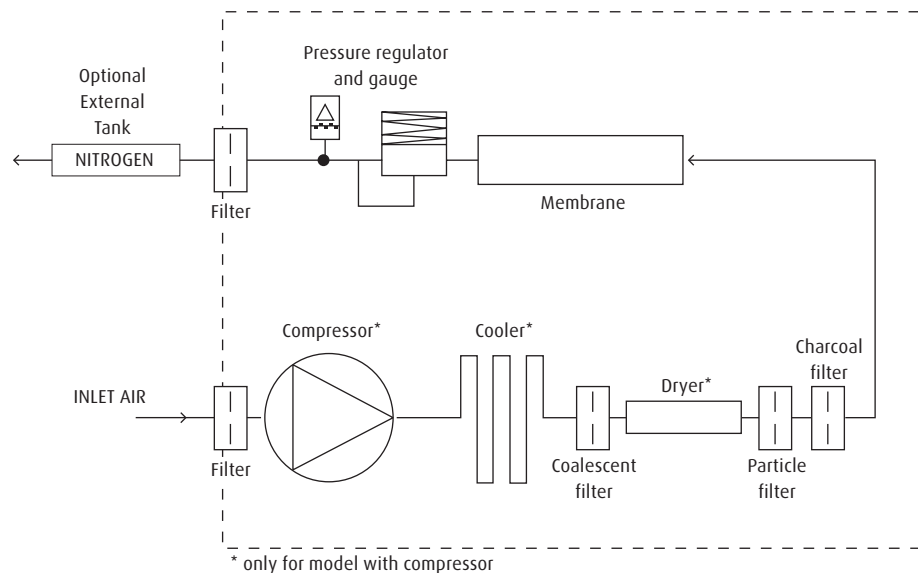 Pressure regulator
and gauge
Optional
External
Tank
NITROGEN
Filter
Membrane
Compressor*
Cooler*
Charcoal
filter
INLET AIR
Dryer*
Filter
Coalescent
filter
Particle
filter
* only for model with compressor